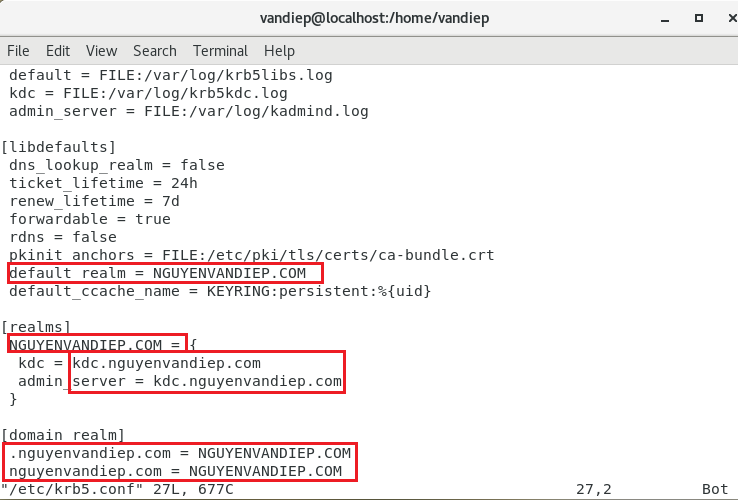 vandiep@localhost:/home/vandiep
File Edit View Search Terminal Help
default = FILE:/var/log/krb5libs.log
kdc = FILE:/var/log/krb5kdc.log
admin_server = FILE:/var/log/kadmind.log
[libdefaults]
dns_lookup_realm = false
ticket_lifetime = 24h
renew_lifetime = 7d
forwardable = true
rdns = false
pkinit_anchors = FILE:/etc/pki/tls/certs/ca-bundle.crt
default_realm = NGUYENVANDIEP.COM
default_ccache_name = KEYRING:persistent:%{uid}
[realms]
NGUYENVANDIEP.COM = {
kdc = kdc.nguyenvandiep.com
admin_server = kdc.nguyenvandiep.com
}
[domain_realm]
.nguyenvandiep.com = NGUYENVANDIEP.COM
nguyenvandiep.com = NGUYENVANDIEP.COM
"/etc/krb5.conf" 27L, 677C 27,2 Bot